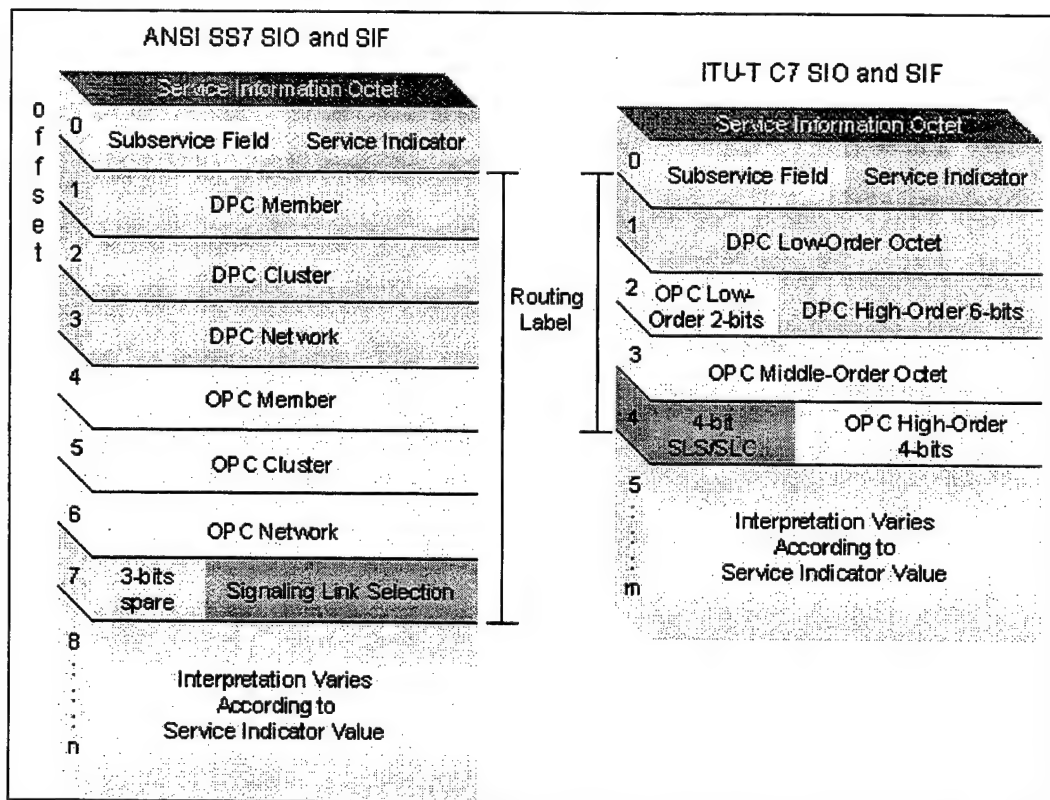 ANSI SS7 SIO and SIF
offset
Service Information Octet
0
Subservice Field
Service Indicator
1
DPC Member
2
DPC Cluster
3
DPC Network
4
OPC Member
5
OPC Cluster
6
OPC Network
7
3-bits
spare
Signaling Link Selection
8
n
Interpretation Varies
According to
Service Indicator Value
Routing
Label
ITU-T C7 SIO and SIF
Service Information Octet
0
Subservice Field
Service Indicator
1
DPC Low-Order Octet
2
OPC Low-
Order 2-bits
DPC High-Order 6-bits
3
OPC Middle-Order Octet
4
4-bit
SLS/SLC
OPC High-Order
4-bits
5
m
Interpretation Varies
According to
Service Indicator Value